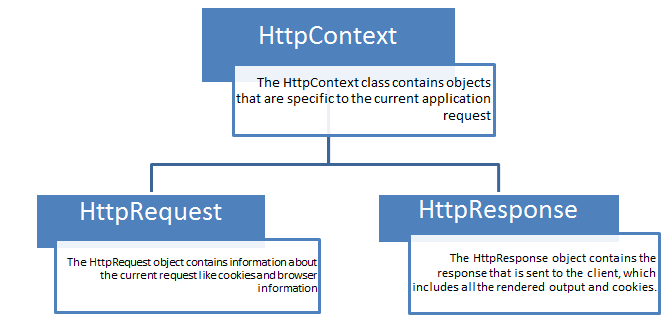 HttpContext
The HttpContext class contains objects
that are specific to the current application
request
HttpRequest
The HttpRequest object contains information about
the current request like cookies and browser
information
HttpResponse
The HttpResponse object contains the
response that is sent to the client, which
includes all the rendered output and cookies.